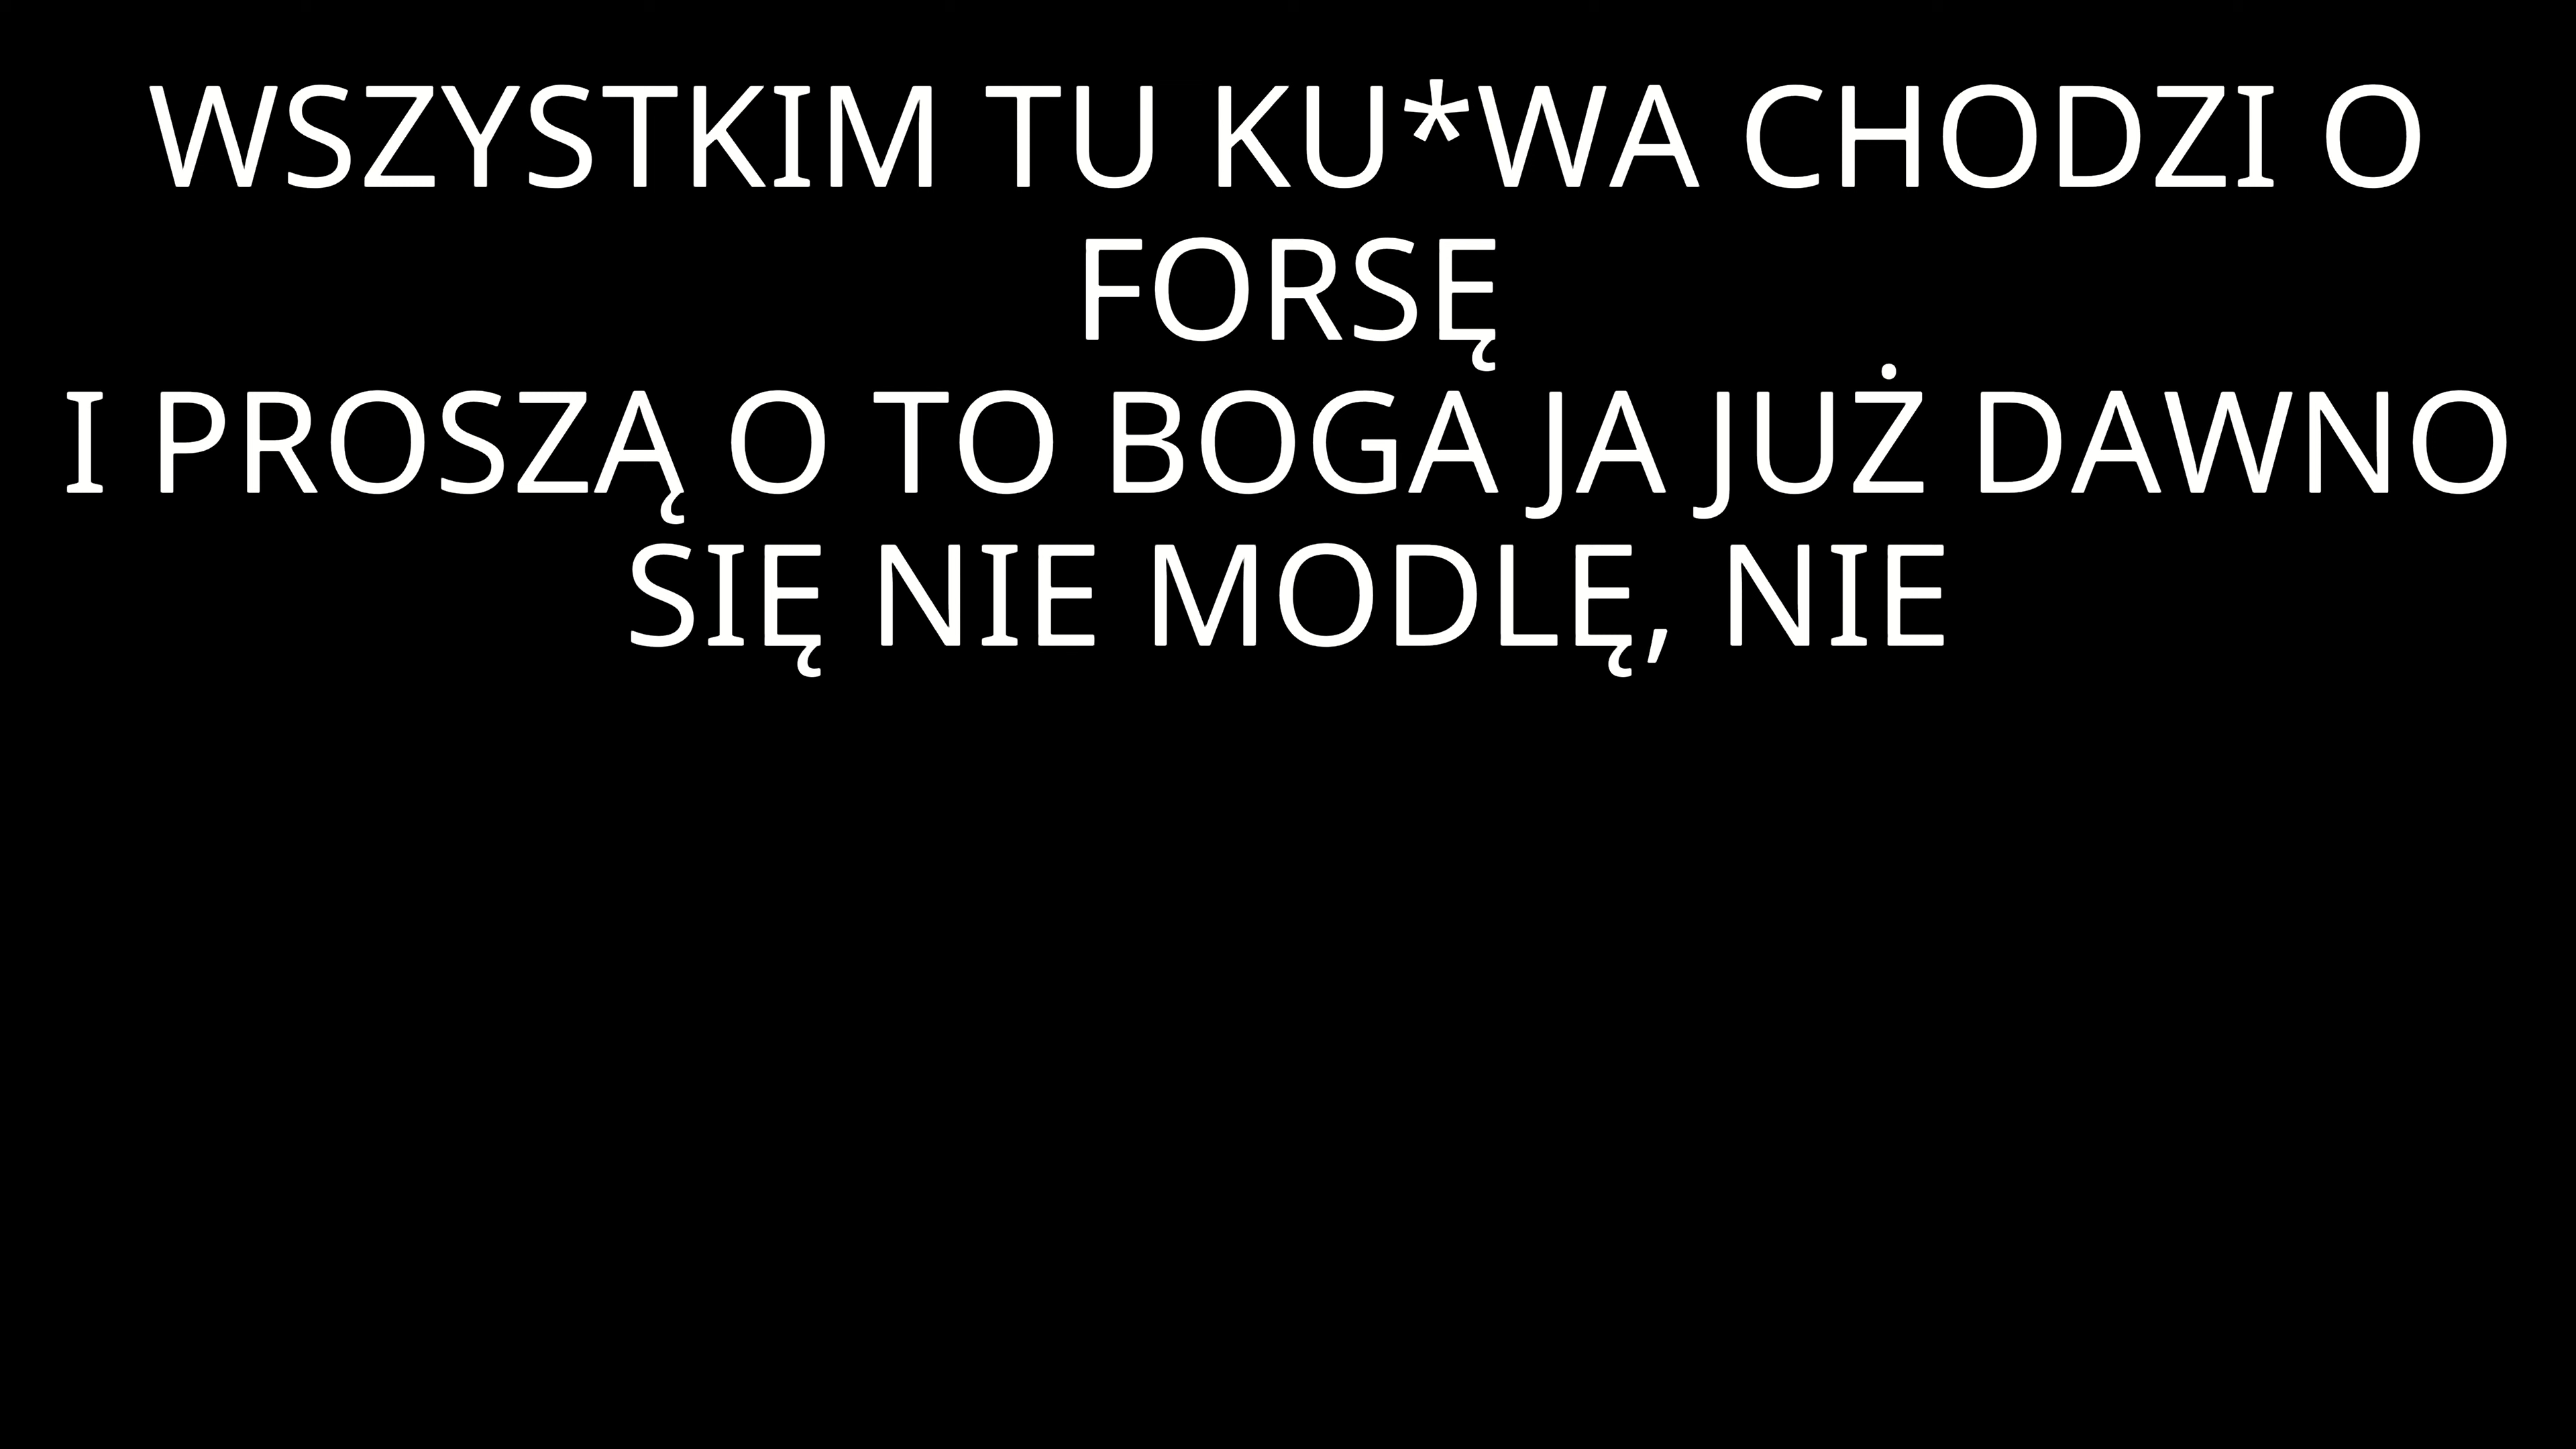 WSZYSTKIM TU KU*WA CHODZI O
FORSĘ
I PROSZĄ O TO BOGA JA JUŻ DAWNO
SIĘ NIE MODLĘ, NIE